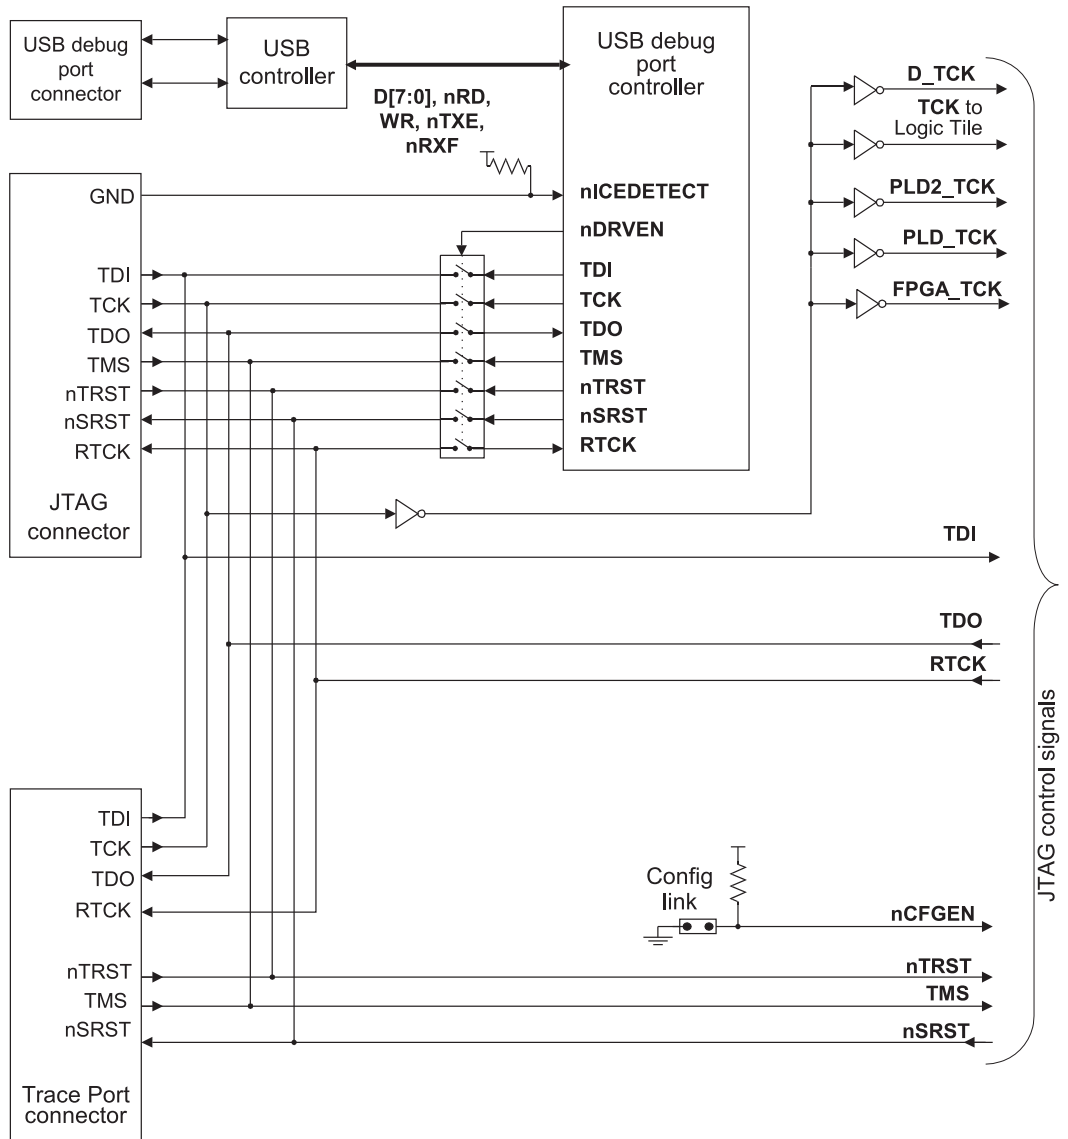 USB debug
port
connector
USB
controller
USB debug
port
controller
D[7:0], nRD,
WR, nTXE,
nRXF
D_TCK
TCK to
Logic Tile
PLD2_TCK
PLD_TCK
FPGA_TCK
GND
TDI
TCK
TDO
TMS
nTRST
nSRST
RTCK
JTAG
connector
nICEDETECT
nDRVEN
TDI
TCK
TDO
TMS
nTRST
nSRST
RTCK
TDI
TDO
RTCK
JTAG control signals
TDI
TCK
TDO
RTCK
nTRST
TMS
nSRST
Trace Port
connector
Config
link
nCFGEN
nTRST
TMS
nSRST